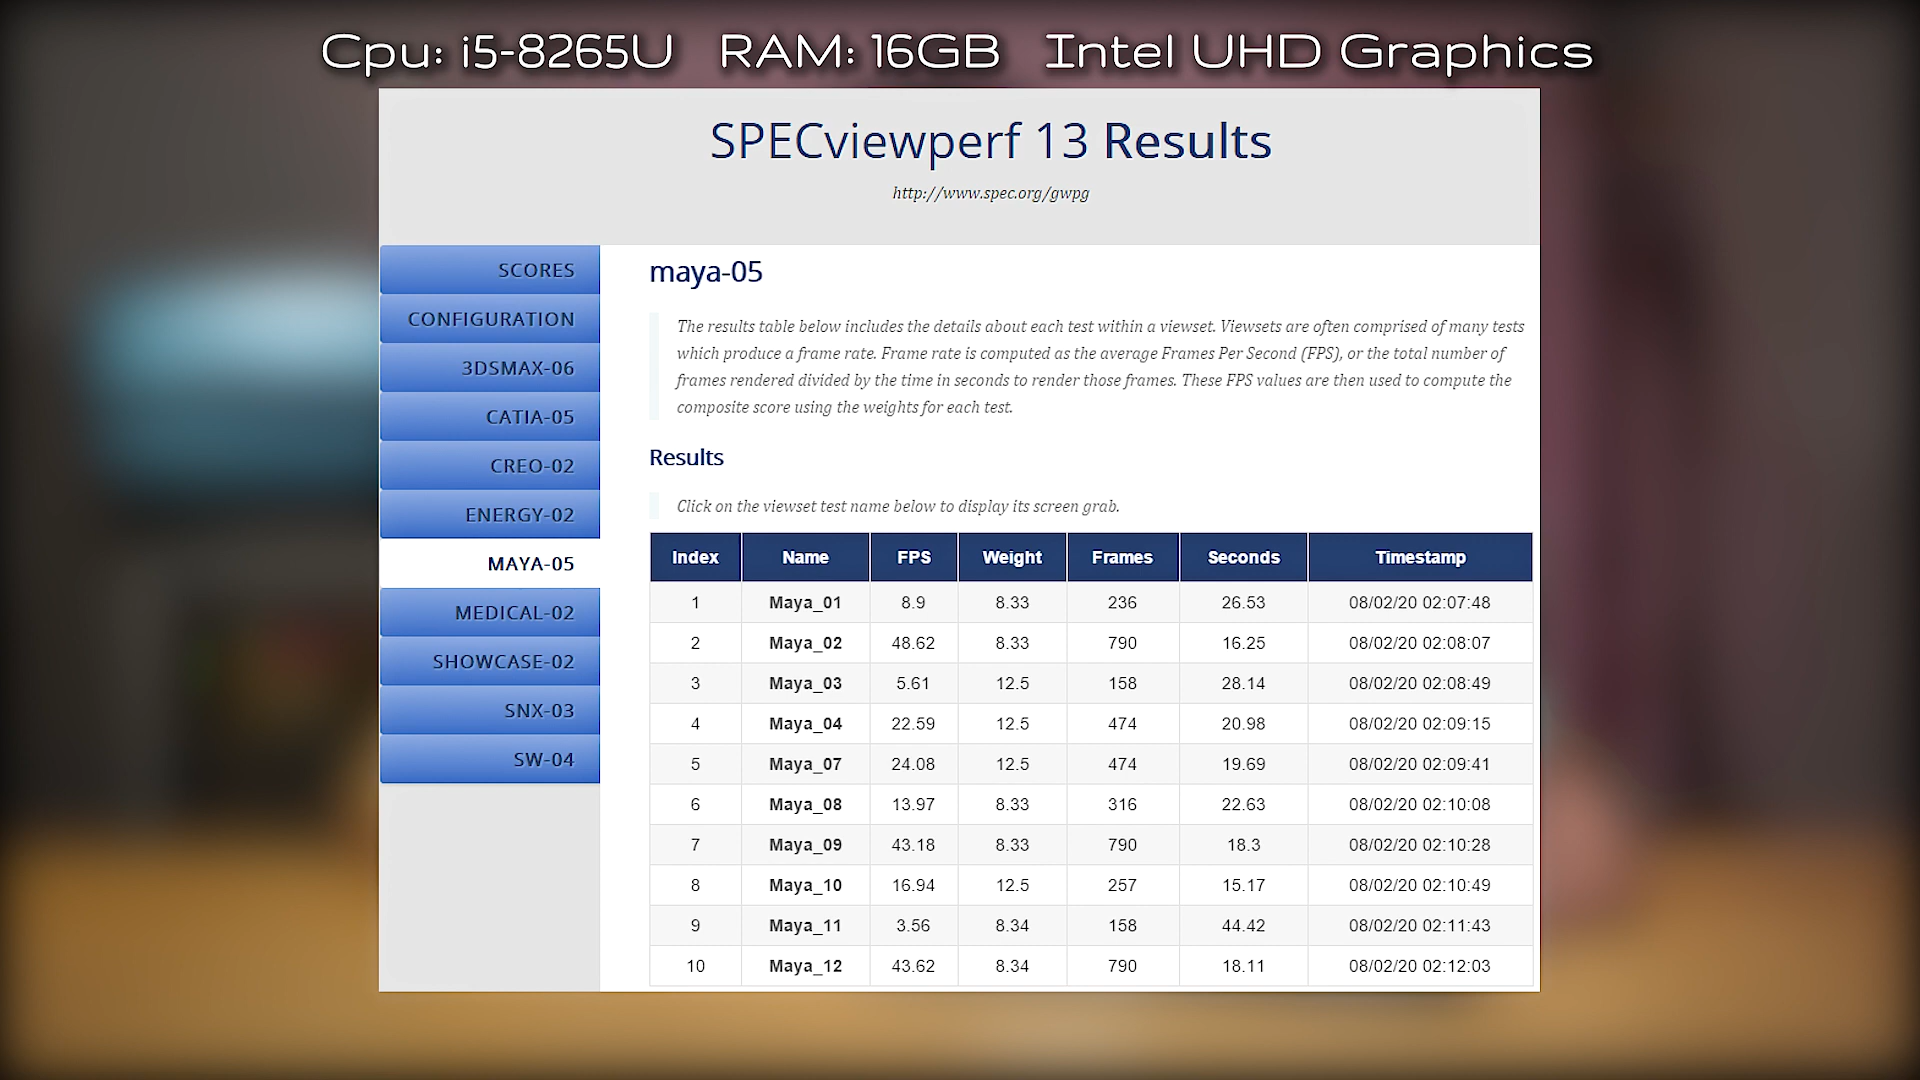 Cpu: i5-8265U RAM: 16GB Intel UHD Graphics
SPECviewperf 13 Results
http://www.spec.org/gwpg
SCORES
CONFIGURATION
3DSMAX-06
CATIA-05
CREO-02
ENERGY-02
MAYA-05
MEDICAL-02
SHOWCASE-02
SNX-03
SW-04
maya-05
The results table below includes the details about each test within a viewset. Viewsets are often comprised of many tests
which produce a frame rate. Frame rate is computed as the average Frames Per Second (FPS), or the total number of
frames rendered divided by the time in seconds to render those frames. These FPS values are then used to compute the
composite score using the weights for each test.
Results
Click on the viewset test name below to display its screen grab.
Index Name FPS Weight Frames Seconds Timestamp
1 Maya_01 8.9 8.33 236 26.53 08/02/20 02:07:48
2 Maya_02 48.62 8.33 790 16.25 08/02/20 02:08:07
3 Maya_03 5.61 12.5 158 28.14 08/02/20 02:08:49
4 Maya_04 22.59 12.5 474 20.98 08/02/20 02:09:15
5 Maya_07 24.08 12.5 474 19.69 08/02/20 02:09:41
6 Maya_08 13.97 8.33 316 22.63 08/02/20 02:10:08
7 Maya_09 43.18 8.33 790 18.3 08/02/20 02:10:28
8 Maya_10 16.94 12.5 257 15.17 08/02/20 02:10:49
9 Maya_11 3.56 8.34 158 44.42 08/02/20 02:11:43
10 Maya_12 43.62 8.34 790 18.11 08/02/20 02:12:03